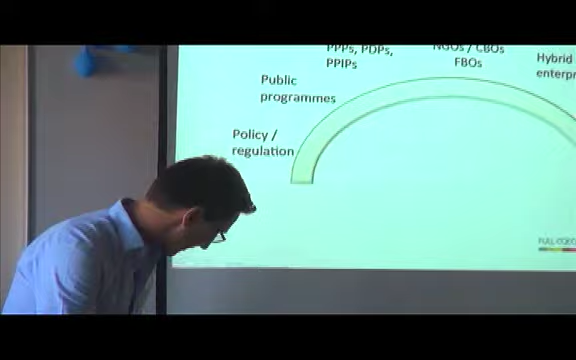 PPPs, PDPs,
PPIPs
NGOs / CBOs
FBOs
Hybrid
Public
programmes
Policy /
regulation